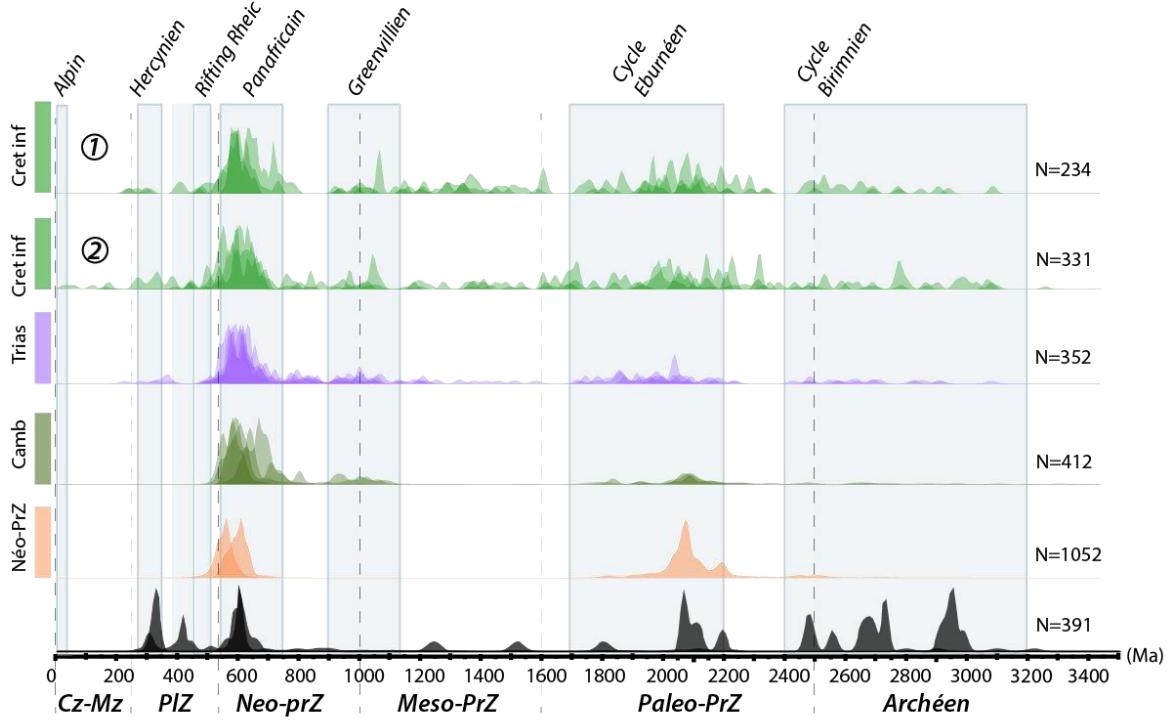 Alpin
Hercynien
Rifting Rheic
Panafricain
Greenvillien
Cycle
Eburnéen
Cycle
Birimnien
Cret inf
①
N=234
Cret inf
②
N=331
Trias
N=352
Camb
N=412
Néo-PrZ
N=1052
N=391
(Ma)
0 200 400 600 800 1000 1200 1400 1600 1800 2000 2200 2400 2600 2800 3000 3200 3400
Cz-Mz PlZ Neo-prZ Meso-PrZ Paleo-PrZ Archéen